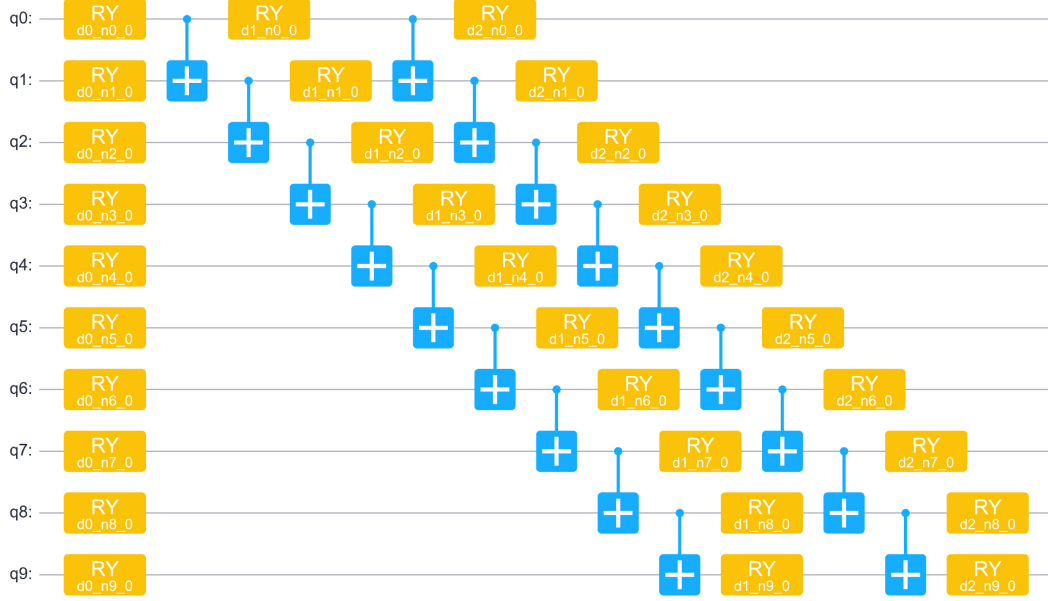 q0: RY d0_n0_0 RY d1_n0_0 RY d2_n0_0
q1: RY d0_n1_0 RY d1_n1_0 RY d2_n1_0
q2: RY d0_n2_0 RY d1_n2_0 RY d2_n2_0
q3: RY d0_n3_0 RY d1_n3_0 RY d2_n3_0
q4: RY d0_n4_0 RY d1_n4_0 RY d2_n4_0
q5: RY d0_n5_0 RY d1_n5_0 RY d2_n5_0
q6: RY d0_n6_0 RY d1_n6_0 RY d2_n6_0
q7: RY d0_n7_0 RY d1_n7_0 RY d2_n7_0
q8: RY d0_n8_0 RY d1_n8_0 RY d2_n8_0
q9: RY d0_n9_0 RY d1_n9_0 RY d2_n9_0